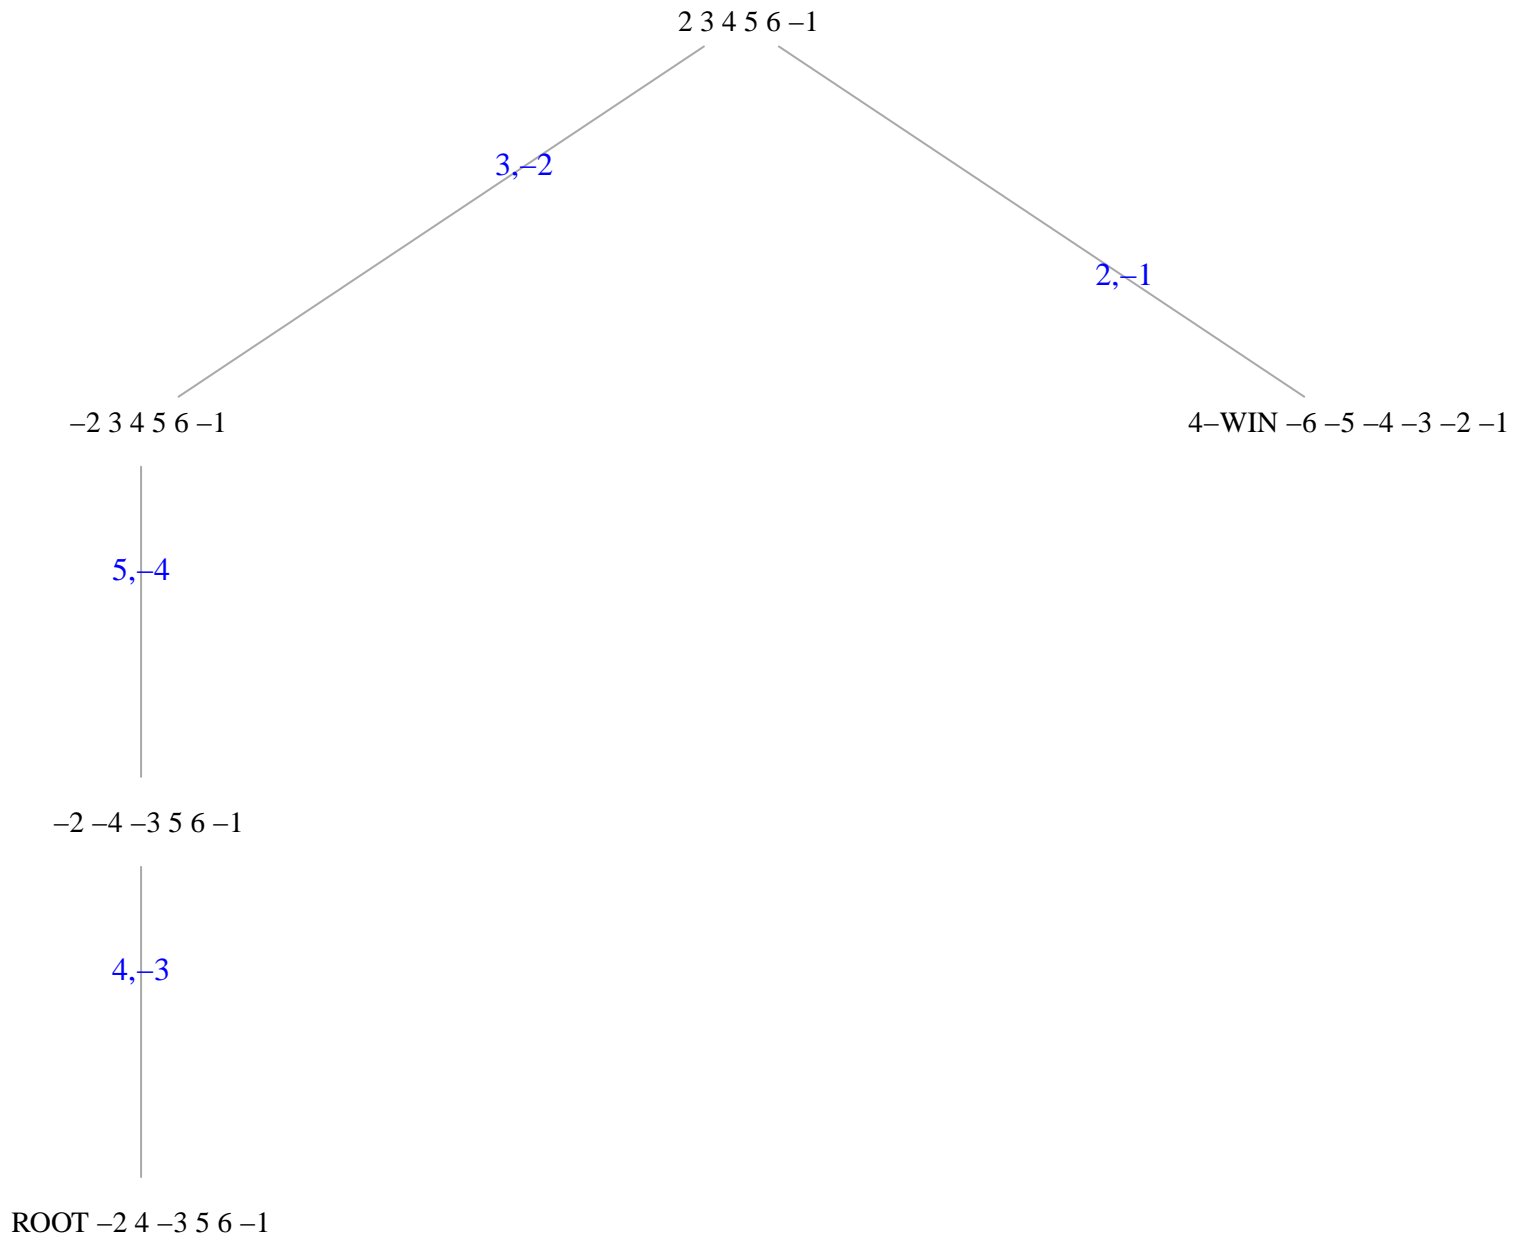 2 3 4 5 6 –1
3,–2
2,–1
–2 3 4 5 6 –1
4–WIN –6 –5 –4 –3 –2 –1
5,–4
–2 –4 –3 5 6 –1
4,–3
ROOT –2 4 –3 5 6 –1